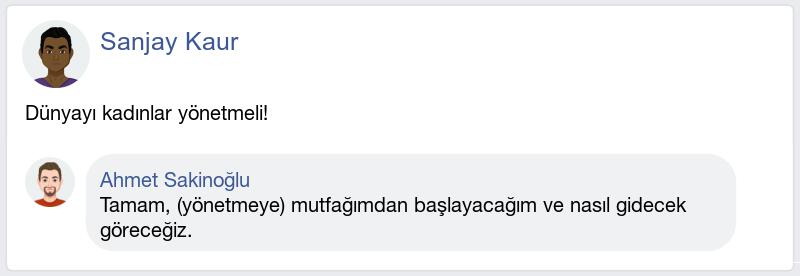 Sanjay Kaur
Dünyayı kadınlar yönetmeli!
Ahmet Sakinoğlu
Tamam, (yönetmeye) mutfağımdan başlayacağım ve nasıl gidecek
göreceğiz.